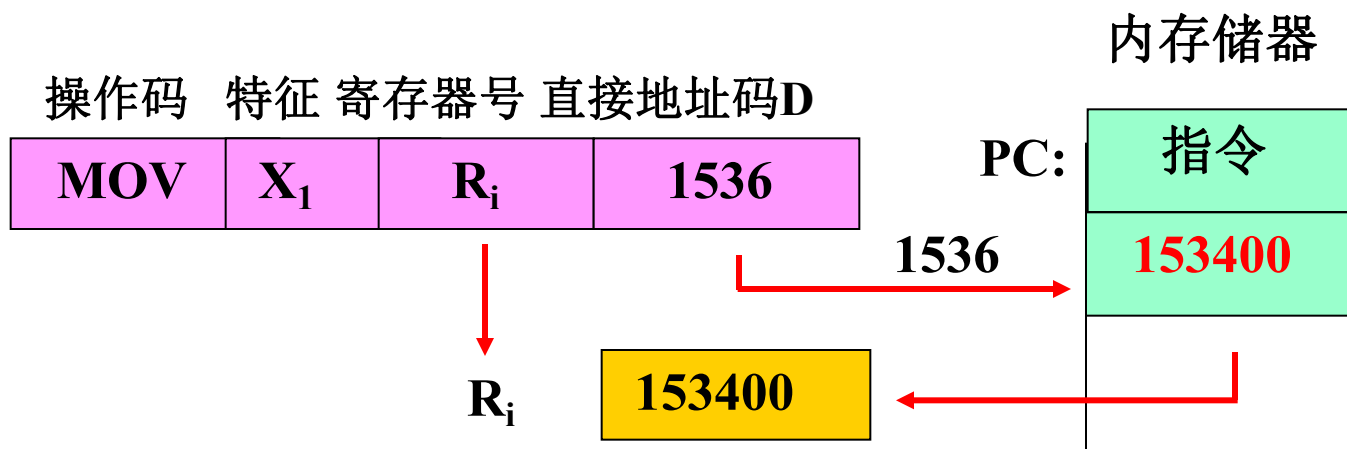 内存储器
操作码 特征 寄存器号 直接地址码D
MOV X₁ Rᵢ 1536
PC: 指令
1536 153400
Rᵢ 153400